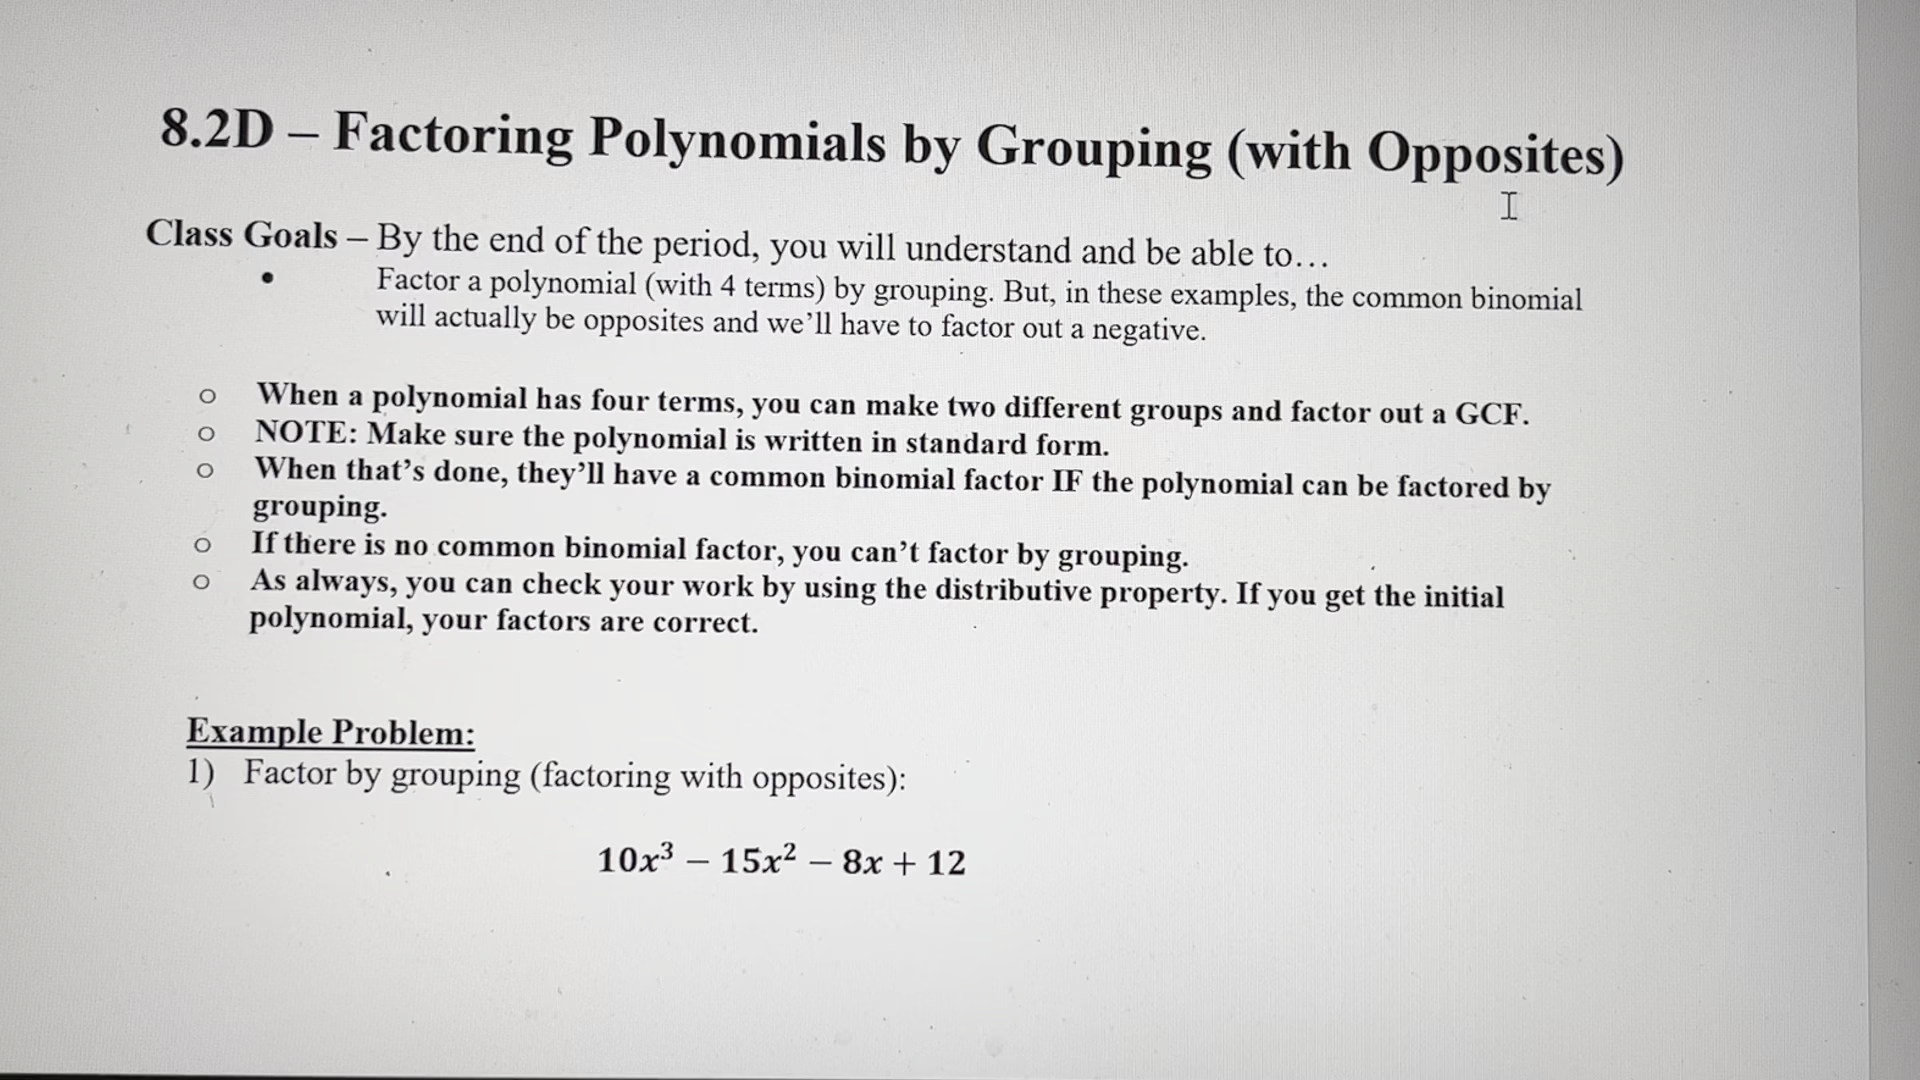 8.2D – Factoring Polynomials by Grouping (with Opposites)
Class Goals – By the end of the period, you will understand and be able to…
• Factor a polynomial (with 4 terms) by grouping. But, in these examples, the common binomial
will actually be opposites and we’ll have to factor out a negative.
o When a polynomial has four terms, you can make two different groups and factor out a GCF.
o NOTE: Make sure the polynomial is written in standard form.
o When that’s done, they’ll have a common binomial factor IF the polynomial can be factored by
grouping.
o If there is no common binomial factor, you can’t factor by grouping.
o As always, you can check your work by using the distributive property. If you get the initial
polynomial, your factors are correct.
Example Problem:
1) Factor by grouping (factoring with opposites):
10x³ – 15x² – 8x + 12